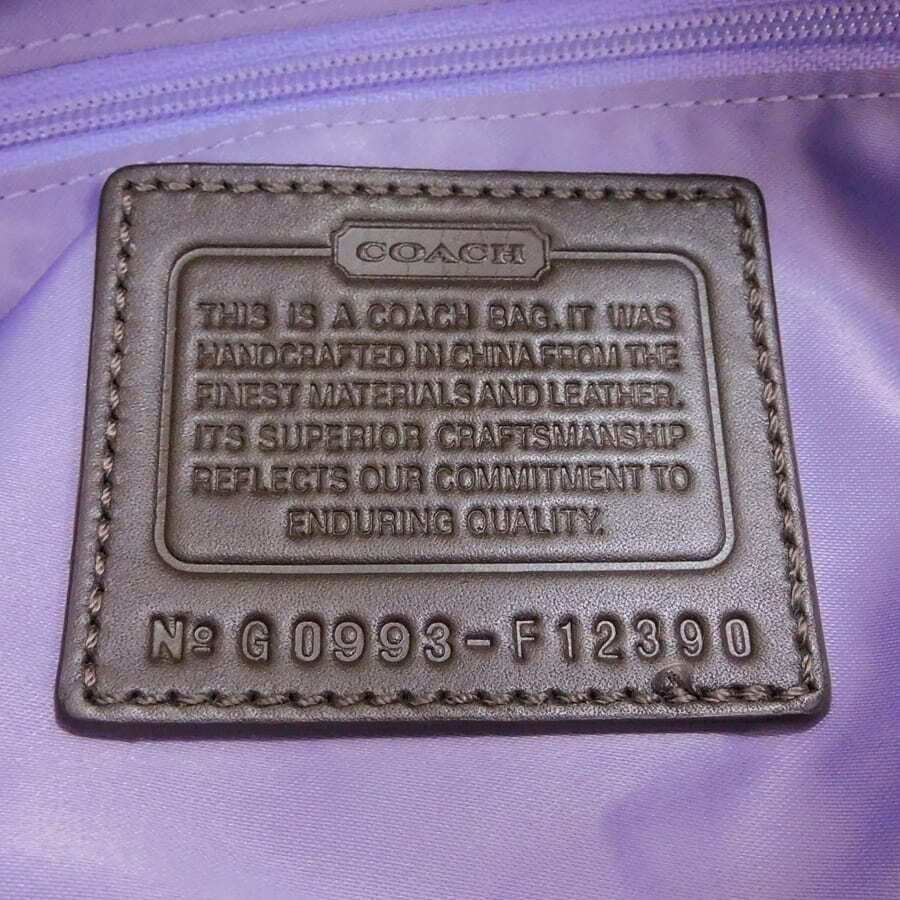 COACH
THIS IS A COACH BAG. IT WAS
HANDCRAFTED IN CHINA FROM THE
FINEST MATERIALS AND LEATHER.
ITS SUPERIOR CRAFTSMANSHIP
REFLECTS OUR COMMITMENT TO
ENDURING QUALITY.
Nº G0993-F12390